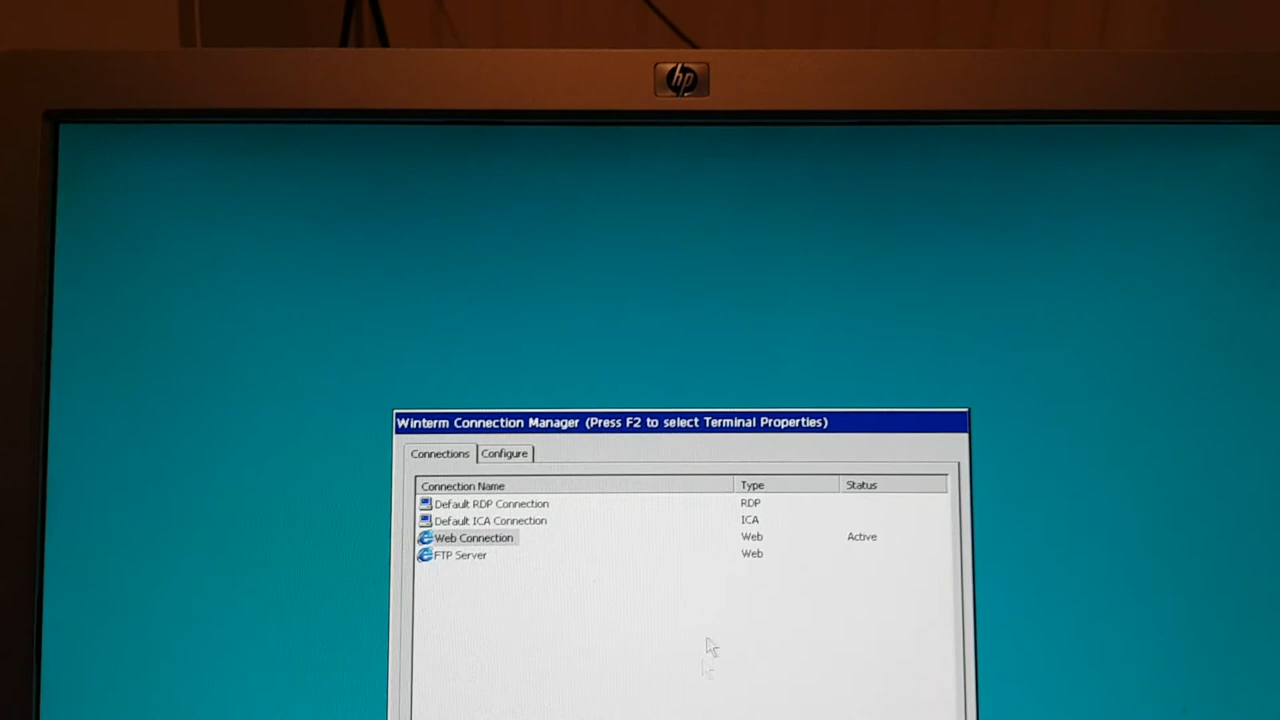 hp
Winterm Connection Manager (Press F2 to select Terminal Properties)
Connections Configure
Connection Name Type Status
Default RDP Connection RDP
Default ICA Connection ICA
Web Connection Web Active
FTP Server Web